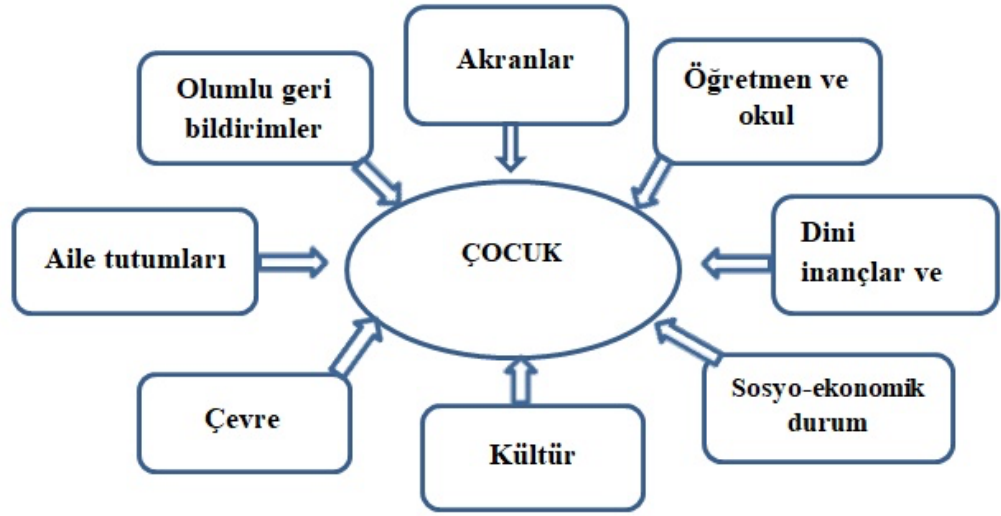 Akranlar
Öğretmen ve
okul
Olumlu geri
bildirimler
Dini
inançlar ve
Aile tutumları
ÇOCUK
Sosyo-ekonomik
durum
Çevre
Kültür